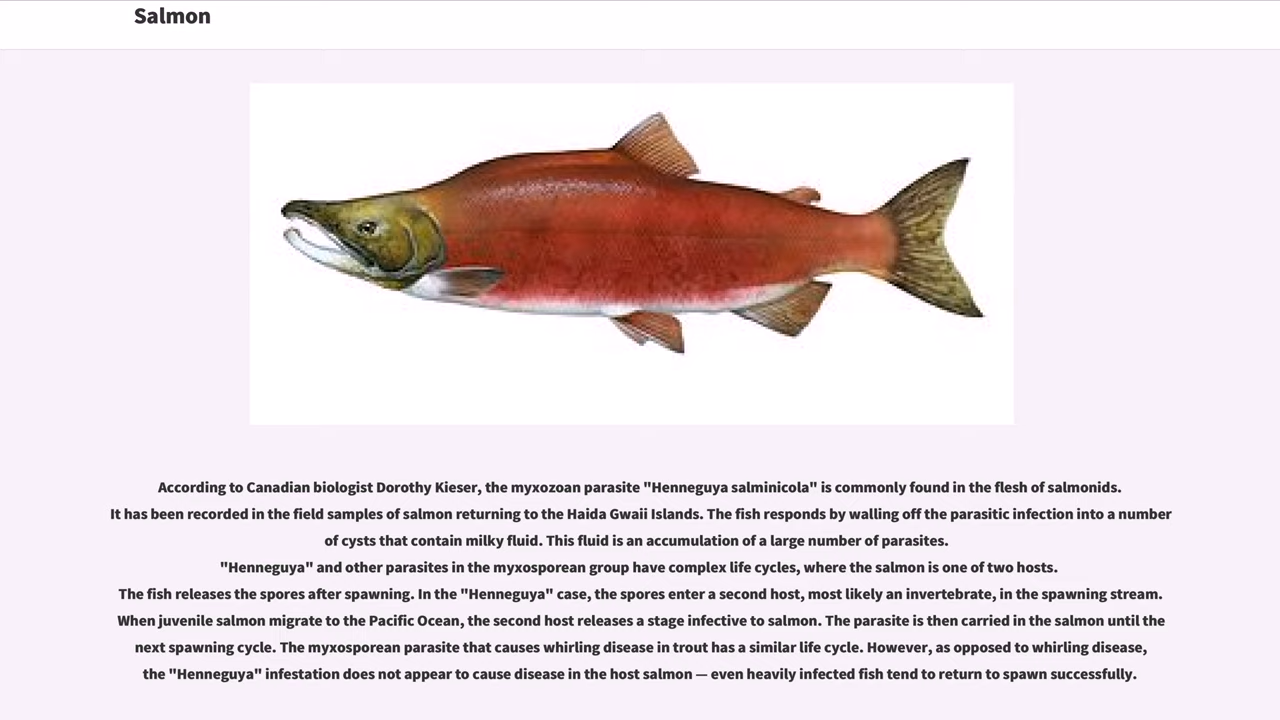 Salmon
According to Canadian biologist Dorothy Kieser, the myxozoan parasite "Henneguya salminicola" is commonly found in the flesh of salmonids.
It has been recorded in the field samples of salmon returning to the Haida Gwaii Islands. The fish responds by walling off the parasitic infection into a number
of cysts that contain milky fluid. This fluid is an accumulation of a large number of parasites.
"Henneguya" and other parasites in the myxosporean group have complex life cycles, where the salmon is one of two hosts.
The fish releases the spores after spawning. In the "Henneguya" case, the spores enter a second host, most likely an invertebrate, in the spawning stream.
When juvenile salmon migrate to the Pacific Ocean, the second host releases a stage infective to salmon. The parasite is then carried in the salmon until the
next spawning cycle. The myxosporean parasite that causes whirling disease in trout has a similar life cycle. However, as opposed to whirling disease,
the "Henneguya" infestation does not appear to cause disease in the host salmon — even heavily infected fish tend to return to spawn successfully.